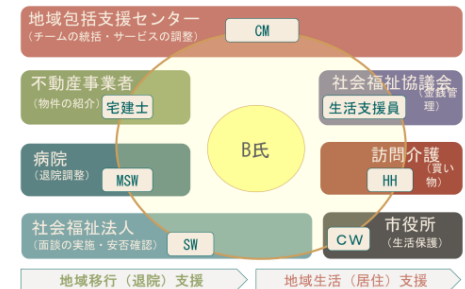 地域包括支援センター
(チームの統括・サービスの調整)
CM
不動産事業者
(物件の紹介)
宅建士
社会福祉協議会
(金銭管理)
生活支援員
B氏
病院
(退院調整)
MSW
訪問介護
(買い物)
HH
社会福祉法人
(面談の実施・安否確認)
SW
市役所
(生活保護)
CW
地域移行（退院）支援
地域生活（居住）支援